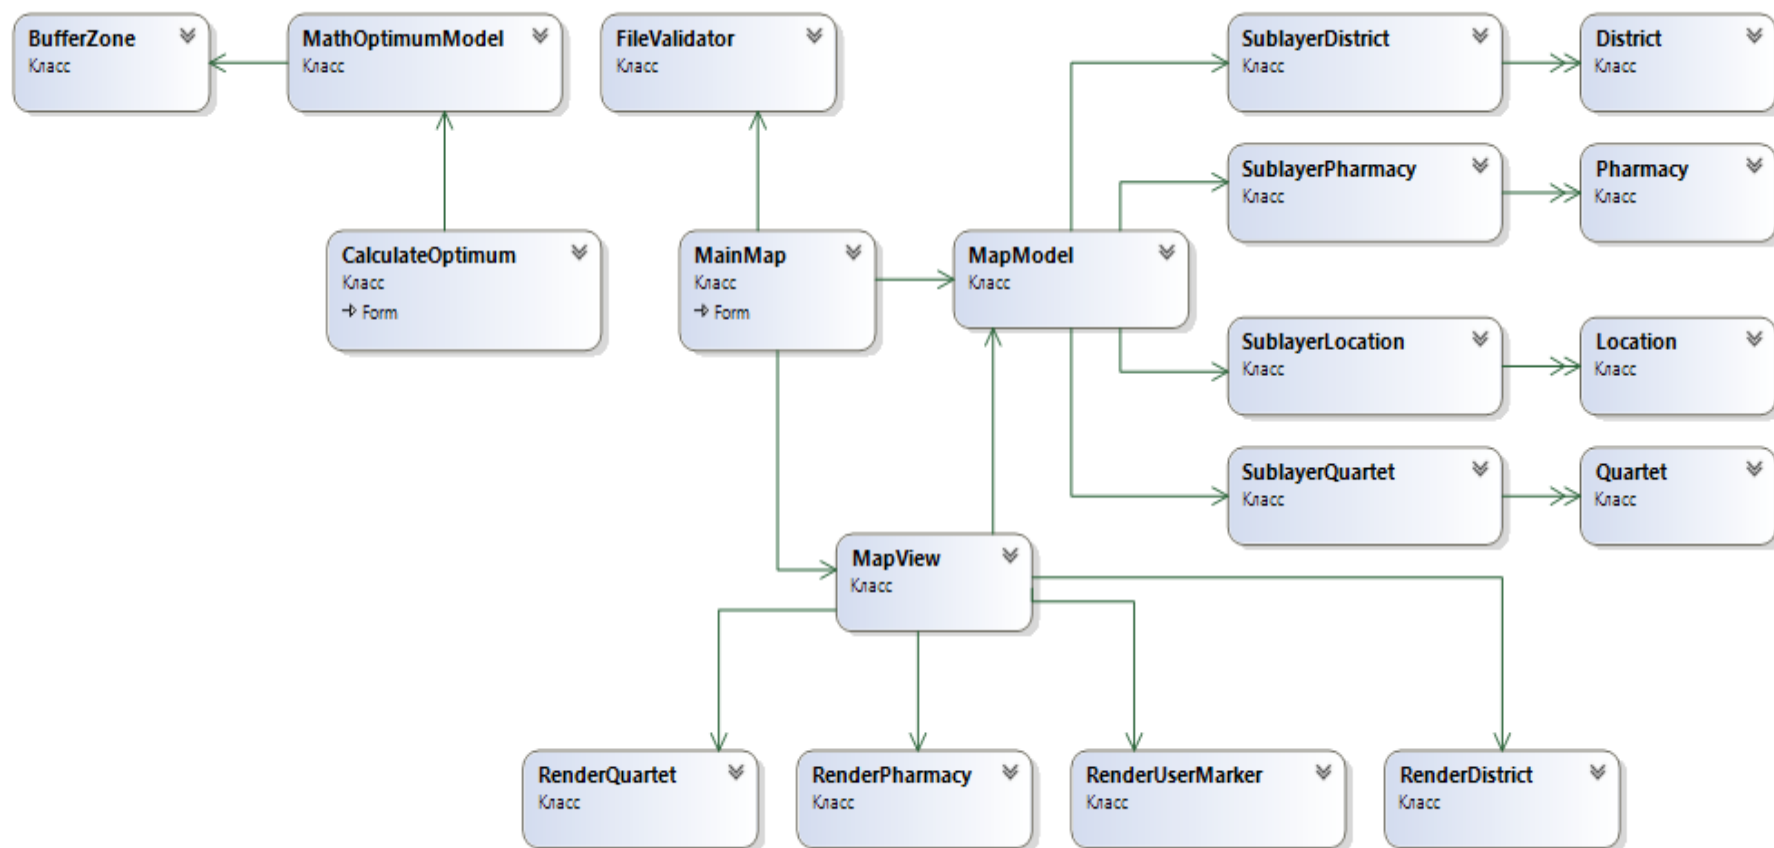 BufferZone
Класс
MathOptimumModel
Класс
FileValidator
Класс
SublayerDistrict
Класс
District
Класс
SublayerPharmacy
Класс
Pharmacy
Класс
CalculateOptimum
Класс
Form
MainMap
Класс
Form
MapModel
Класс
SublayerLocation
Класс
Location
Класс
SublayerQuartet
Класс
Quartet
Класс
MapView
Класс
RenderQuartet
Класс
RenderPharmacy
Класс
RenderUserMarker
Класс
RenderDistrict
Класс